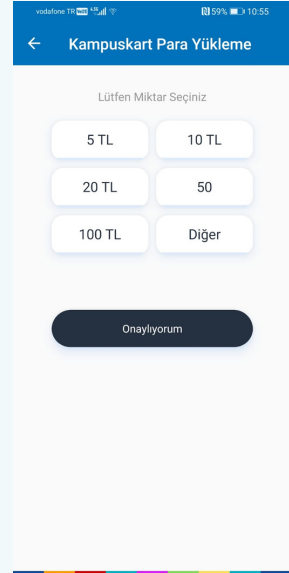 vodafone TR VoWiFi 4.5G 59% 10:55
Kampuskart Para Yükleme
Lütfen Miktar Seçiniz
5 TL 10 TL
20 TL 50
100 TL Diğer
Onaylıyorum